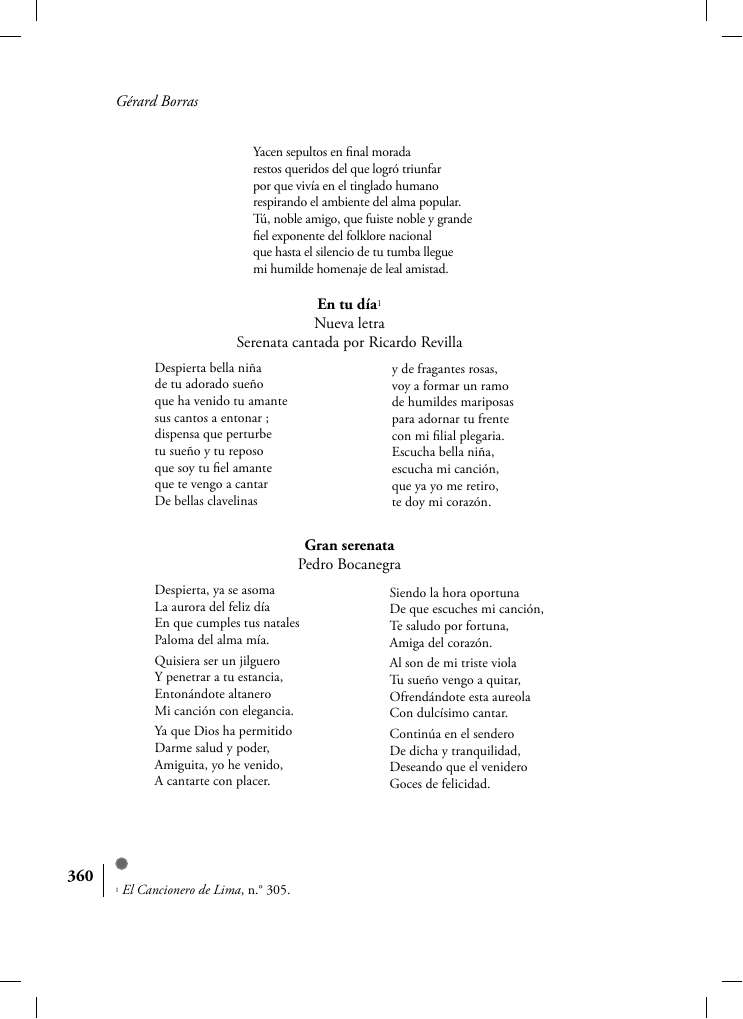 Gérard Borras
Yacen sepultos en final morada
restos queridos del que logró triunfar
por que vivía en el tinglado humano
respirando el ambiente del alma popular.
Tú, noble amigo, que fuiste noble y grande
fiel exponente del folklore nacional
que hasta el silencio de tu tumba llegue
mi humilde homenaje de leal amistad.
En tu día¹
Nueva letra
Serenata cantada por Ricardo Revilla
Despierta bella niña
de tu adorado sueño
que ha venido tu amante
sus cantos a entonar ;
dispensa que perturbe
tu sueño y tu reposo
que soy tu fiel amante
que te vengo a cantar
De bellas clavelinas
y de fragantes rosas,
voy a formar un ramo
de humildes mariposas
para adornar tu frente
con mi filial plegaria.
Escucha bella niña,
escucha mi canción,
que ya yo me retiro,
te doy mi corazón.
Gran serenata
Pedro Bocanegra
Despierta, ya se asoma
La aurora del feliz día
En que cumples tus natales
Paloma del alma mía.
Quisiera ser un jilguero
Y penetrar a tu estancia,
Entonándote altanero
Mi canción con elegancia.
Ya que Dios ha permitido
Darme salud y poder,
Amiguita, yo he venido,
A cantarte con placer.
Siendo la hora oportuna
De que escuches mi canción,
Te saludo por fortuna,
Amiga del corazón.
Al son de mi triste viola
Tu sueño vengo a quitar,
Ofrendándote esta aureola
Con dulcísimo cantar.
Continúa en el sendero
De dicha y tranquilidad,
Deseando que el venidero
Goces de felicidad.
360
¹ El Cancionero de Lima, n.° 305.